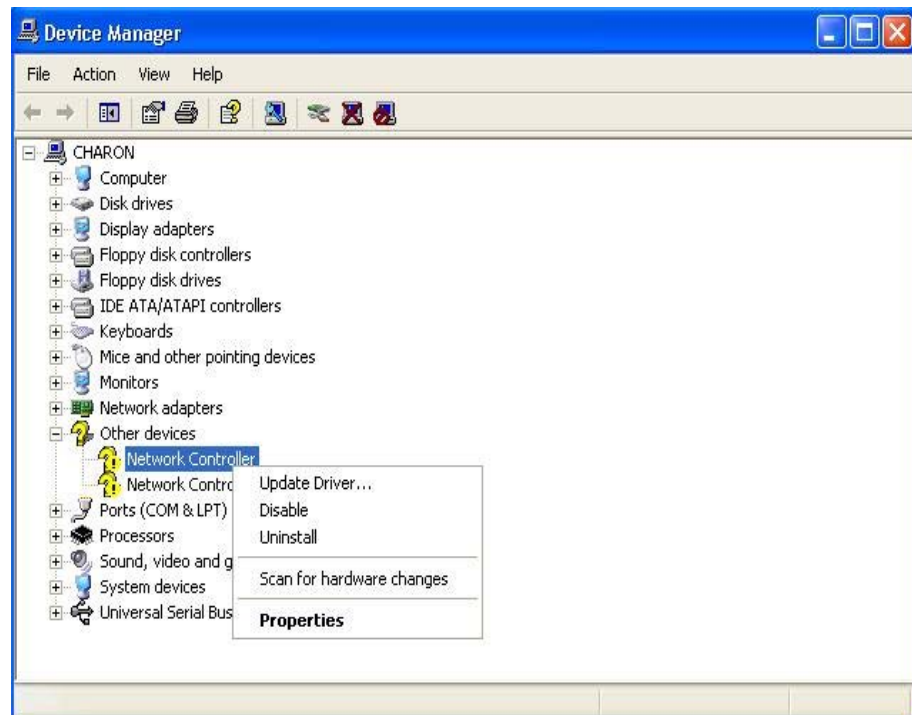 Device Manager
File Action View Help
CHARON
Computer
Disk drives
Display adapters
Floppy disk controllers
Floppy disk drives
IDE ATA/ATAPI controllers
Keyboards
Mice and other pointing devices
Monitors
Network adapters
Other devices
Network Controller
Network Contro
Ports (COM & LPT)
Processors
Sound, video and g
System devices
Universal Serial Bus
Update Driver...
Disable
Uninstall
Scan for hardware changes
Properties